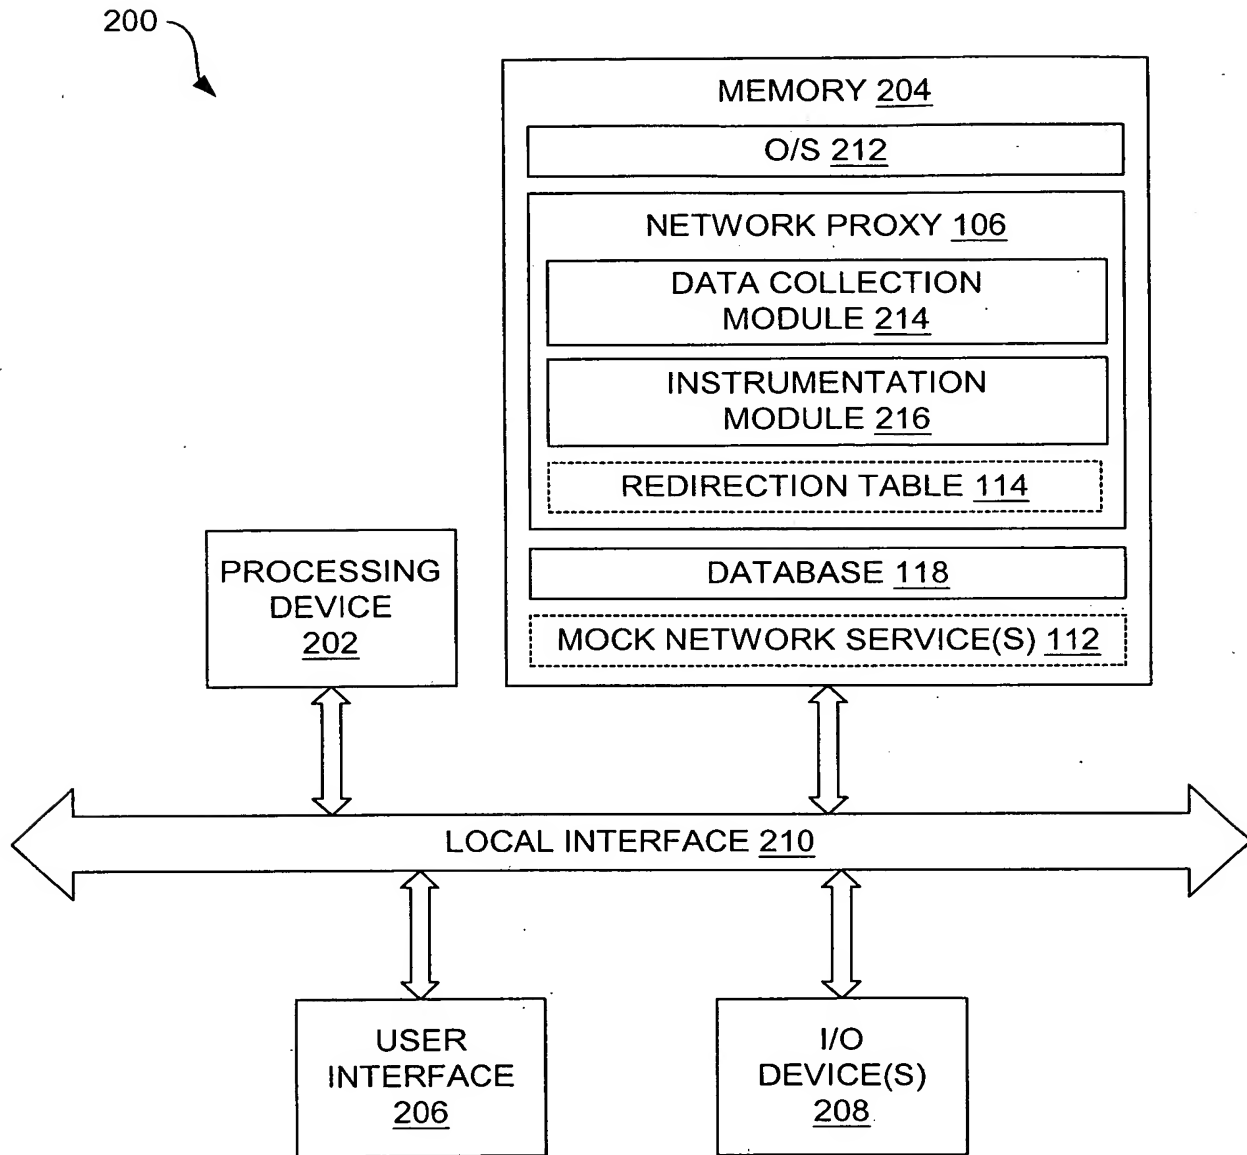 200
MEMORY 204
O/S 212
NETWORK PROXY 106
DATA COLLECTION
MODULE 214
INSTRUMENTATION
MODULE 216
REDIRECTION TABLE 114
DATABASE 118
MOCK NETWORK SERVICE(S) 112
PROCESSING
DEVICE
202
LOCAL INTERFACE 210
USER
INTERFACE
206
I/O
DEVICE(S)
208